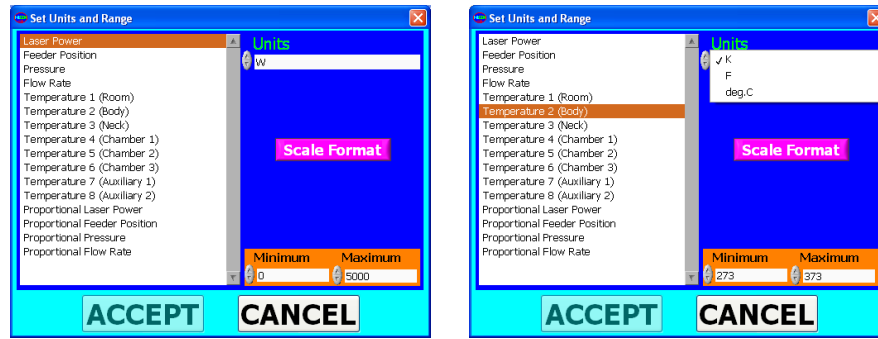 Set Units and Range
Laser Power
Feeder Position
Pressure
Flow Rate
Temperature 1 (Room)
Temperature 2 (Body)
Temperature 3 (Neck)
Temperature 4 (Chamber 1)
Temperature 5 (Chamber 2)
Temperature 6 (Chamber 3)
Temperature 7 (Auxiliary 1)
Temperature 8 (Auxiliary 2)
Proportional Laser Power
Proportional Feeder Position
Proportional Pressure
Proportional Flow Rate
Units
W
Scale Format
Minimum Maximum
0 5000
ACCEPT CANCEL
Set Units and Range
Laser Power
Feeder Position
Pressure
Flow Rate
Temperature 1 (Room)
Temperature 2 (Body)
Temperature 3 (Neck)
Temperature 4 (Chamber 1)
Temperature 5 (Chamber 2)
Temperature 6 (Chamber 3)
Temperature 7 (Auxiliary 1)
Temperature 8 (Auxiliary 2)
Proportional Laser Power
Proportional Feeder Position
Proportional Pressure
Proportional Flow Rate
Units
K
F
deg.C
Scale Format
Minimum Maximum
273 373
ACCEPT CANCEL